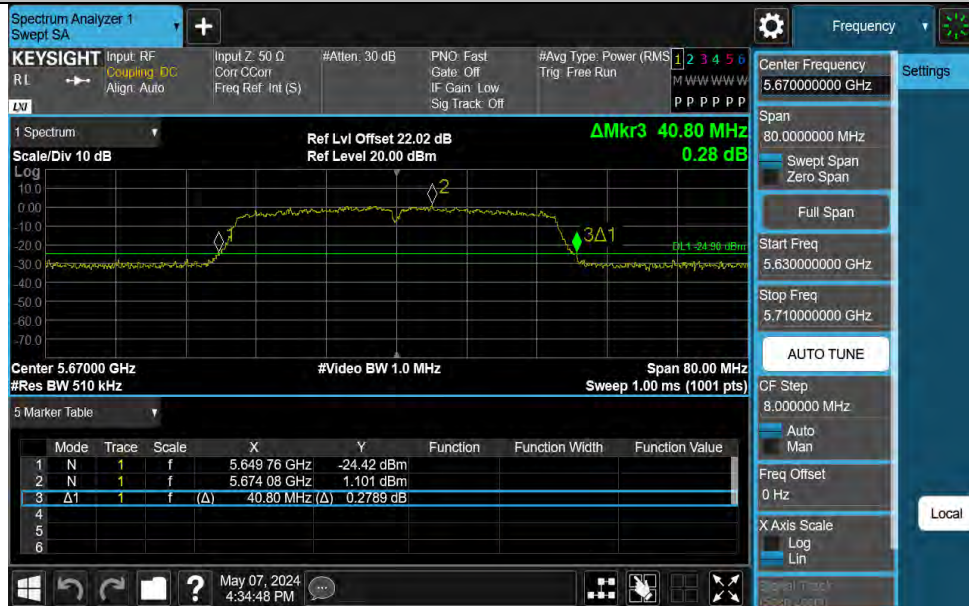 Spectrum Analyzer 1
Swept SA
+
Frequency
KEYSIGHT
RL
LXI
Input: RF
Coupling: DC
Align: Auto
Input Z: 50 Ω
Corr CCorr
Freq Ref: Int (S)
#Atten: 30 dB
PNO: Fast
Gate: Off
IF Gain: Low
Sig Track: Off
#Avg Type: Power (RMS
Trig: Free Run
1 2 3 4 5 6
M W W W W W
P P P P P P
1 Spectrum
Scale/Div 10 dB
Ref Lvl Offset 22.02 dB
Ref Level 20.00 dBm
ΔMkr3 40.80 MHz
0.28 dB
Log
10.0
0.00
-10.0
-20.0
-30.0
-40.0
-50.0
-60.0
-70.0
2
3Δ1
DL1 -24.90 dBm
Center 5.67000 GHz
#Video BW 1.0 MHz
Span 80.00 MHz
#Res BW 510 kHz
Sweep 1.00 ms (1001 pts)
5 Marker Table
Mode Trace Scale X Y Function Function Width Function Value
1 N 1 f 5.649 76 GHz -24.42 dBm
2 N 1 f 5.674 08 GHz 1.101 dBm
3 Δ1 1 f (Δ) 40.80 MHz (Δ) 0.2789 dB
4
5
6
?
May 07, 2024
4:34:48 PM
Center Frequency
5.670000000 GHz
Settings
Span
80.0000000 MHz
Swept Span
Zero Span
Full Span
Start Freq
5.630000000 GHz
Stop Freq
5.710000000 GHz
AUTO TUNE
CF Step
8.000000 MHz
Auto
Man
Freq Offset
0 Hz
X Axis Scale
Log
Lin
Local
Signal Track